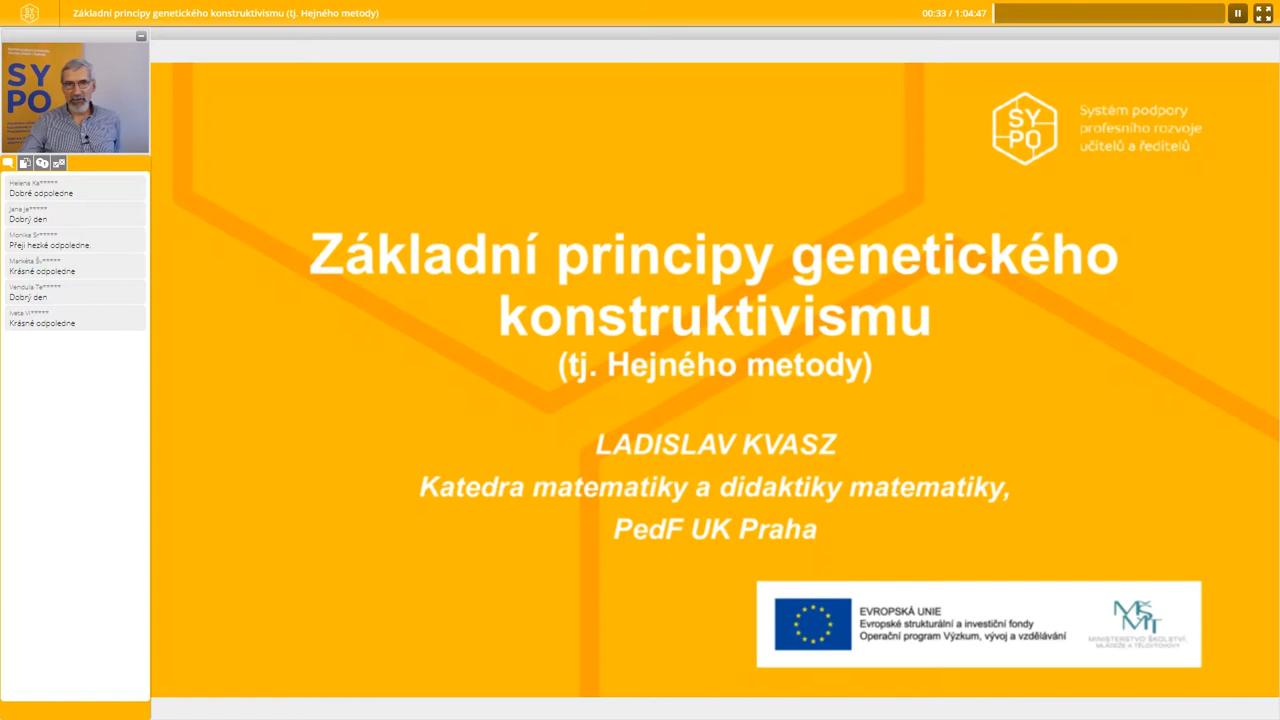 Základní principy genetického konstruktivismu (tj. Hejného metody)
00:33 / 1:04:47
SY
PO
Helena Ka*****
Dobré odpoledne
Jana Je*****
Dobrý den
Monika Sr*****
Přeji hezké odpoledne.
Markéta Šv*****
Krásné odpoledne
Vendula Te*****
Dobrý den
Iveta Vi*****
Krásné odpoledne
SY
PO
Systém podpory
profesního rozvoje
učitelů a ředitelů
Základní principy genetického
konstruktivismu
(tj. Hejného metody)
LADISLAV KVASZ
Katedra matematiky a didaktiky matematiky,
PedF UK Praha
EVROPSKÁ UNIE
Evropské strukturální a investiční fondy
Operační program Výzkum, vývoj a vzdělávání
MŠMT
MINISTERSTVO ŠKOLSTVÍ,
MLÁDEŽE A TĚLOVÝCHOVY